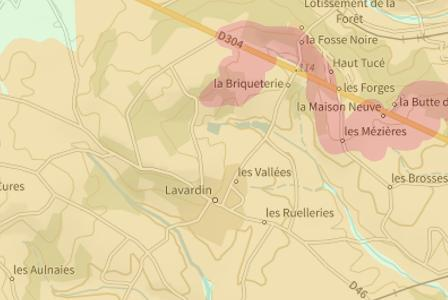 Lotissement de la
Forêt
D304
la Fosse Noire
114
Haut Tucé
la Briqueterie
les Forges
la Maison Neuve
la Butte d
les Mézières
les Vallées
les Brosses
Lavardin
tures
les Ruelleries
les Aulnaies
D46